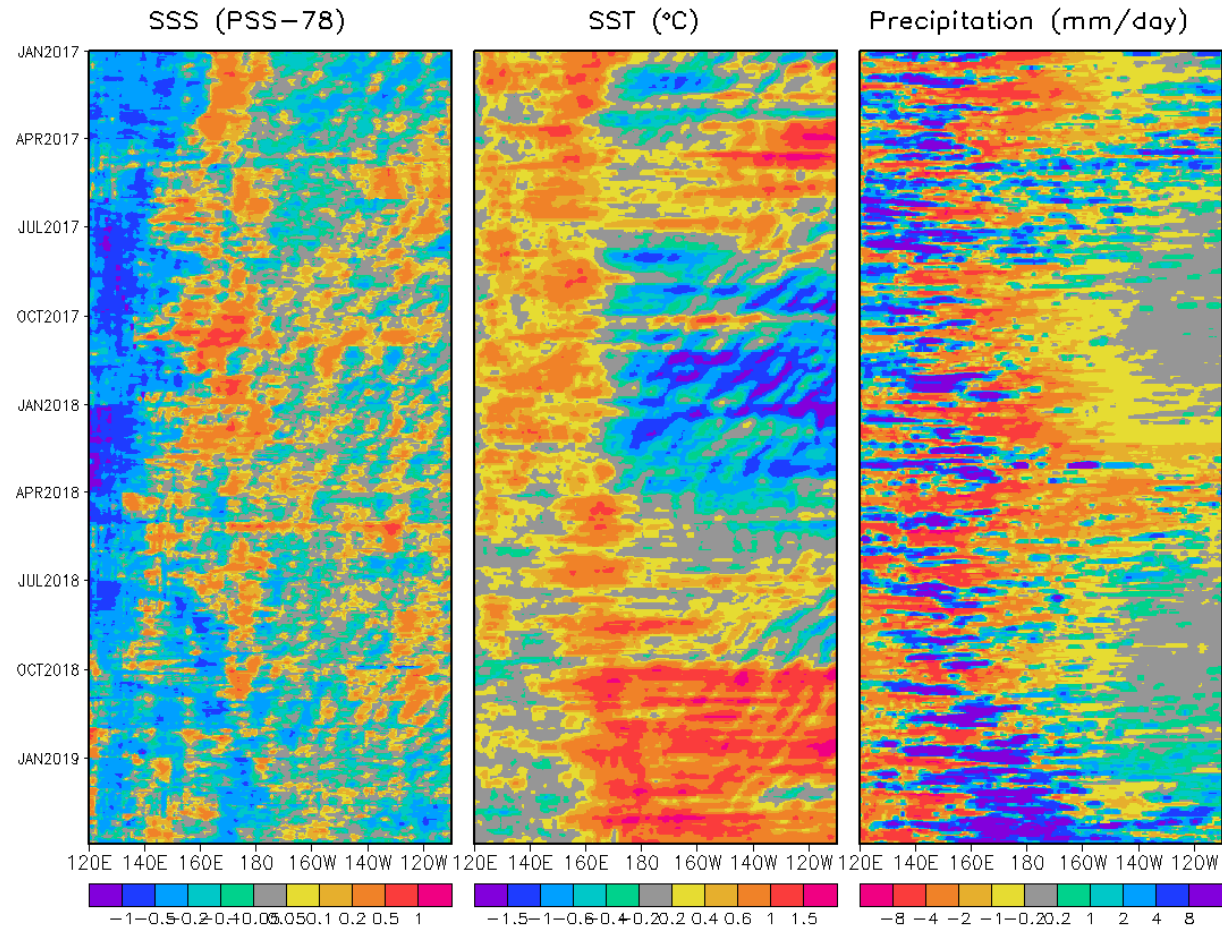 SSS (PSS-78) SST (°C) Precipitation (mm/day)
JAN2017
APR2017
JUL2017
OCT2017
JAN2018
APR2018
JUL2018
OCT2018
JAN2019
120E 140E 160E 180 160W 140W 120W 120E 140E 160E 180 160W 140W 120W 120E 140E 160E 180 160W 140W 120W
-1 -0.5 -0.2 -0.1 -0.05 0.05 0.1 0.2 0.5 1 -1.5 -1 -0.6 -0.4 -0.2 0.2 0.4 0.6 1 1.5 -8 -4 -2 -1 -0.2 0.2 1 2 4 8